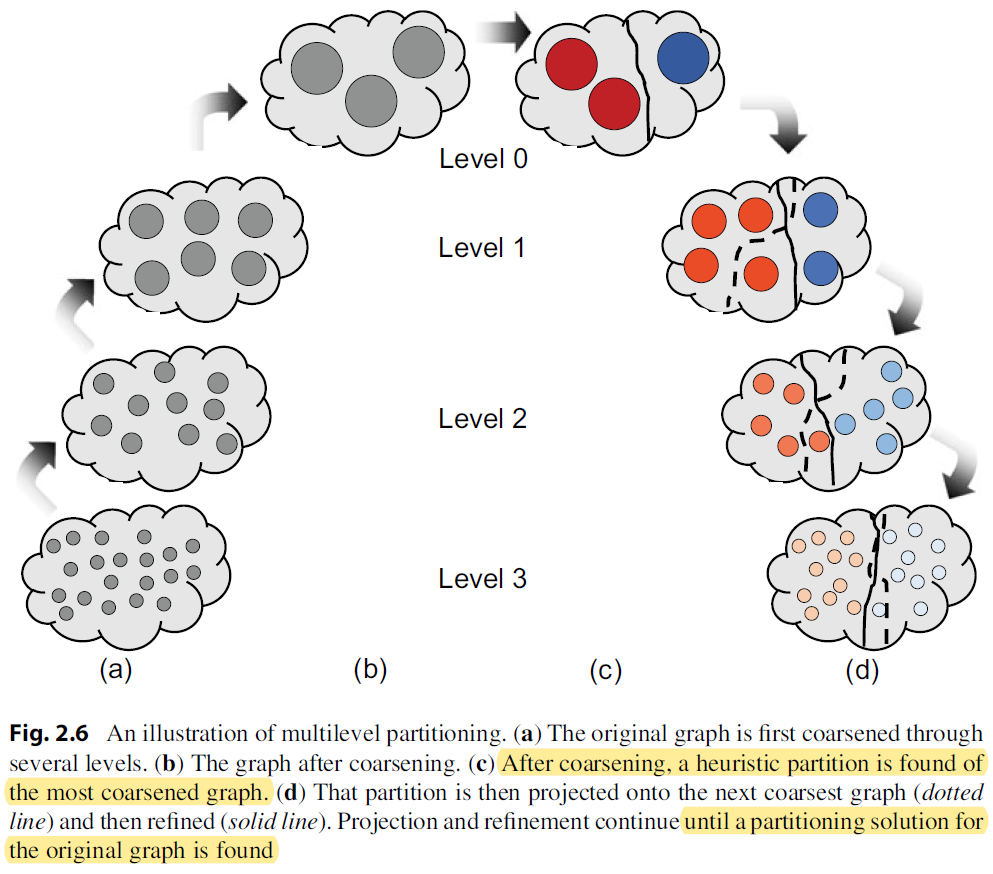 Level 0
Level 1
Level 2
Level 3
(a)
(b)
(c)
(d)
Fig. 2.6 An illustration of multilevel partitioning. (a) The original graph is first coarsened through
several levels. (b) The graph after coarsening. (c) After coarsening, a heuristic partition is found of
the most coarsened graph. (d) That partition is then projected onto the next coarsest graph (dotted
line) and then refined (solid line). Projection and refinement continue until a partitioning solution for
the original graph is found